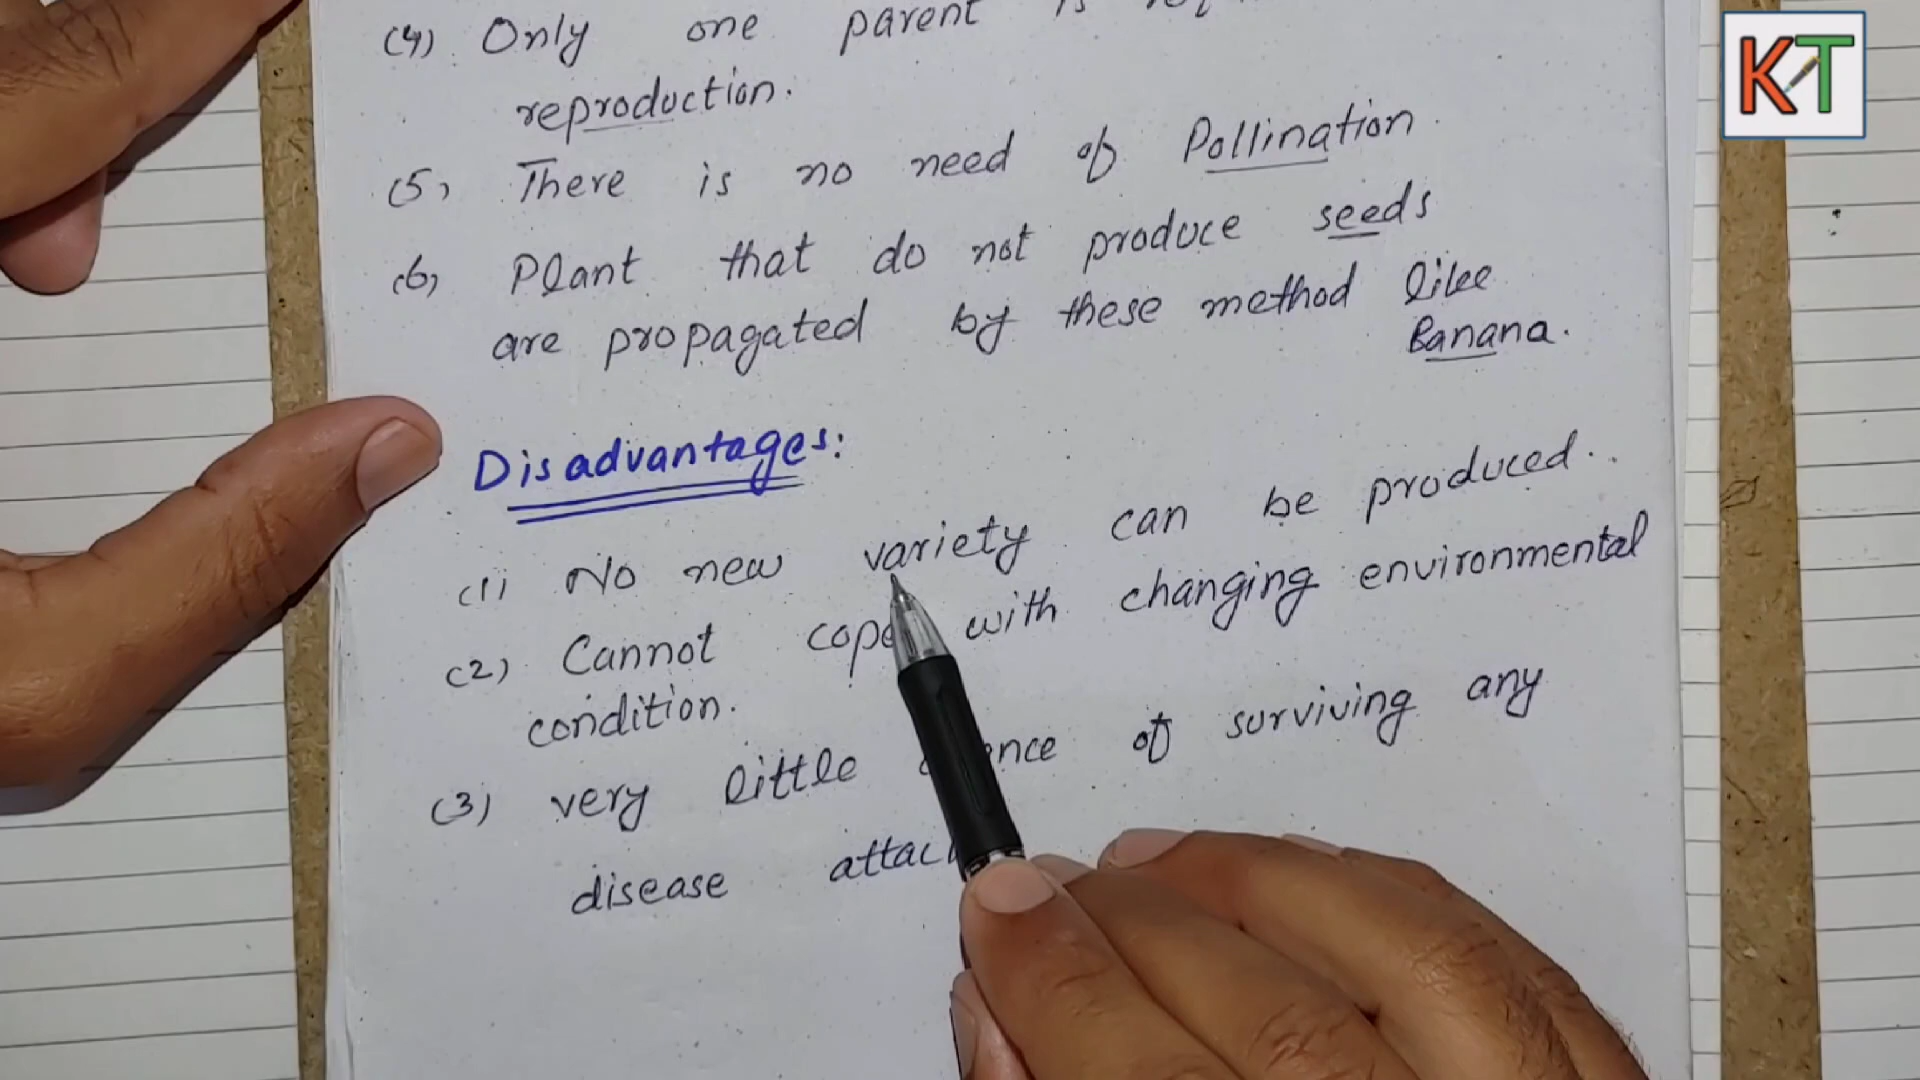 KT
(4) Only one parent is
reproduction.
(5) There is no need of Pollination.
(6) Plant that do not produce seeds
are propagated by these method like
Banana.
Disadvantages:
(1) No new variety can be produced..
(2) Cannot cope with changing environmental
condition.
(3) very little of surviving any
disease